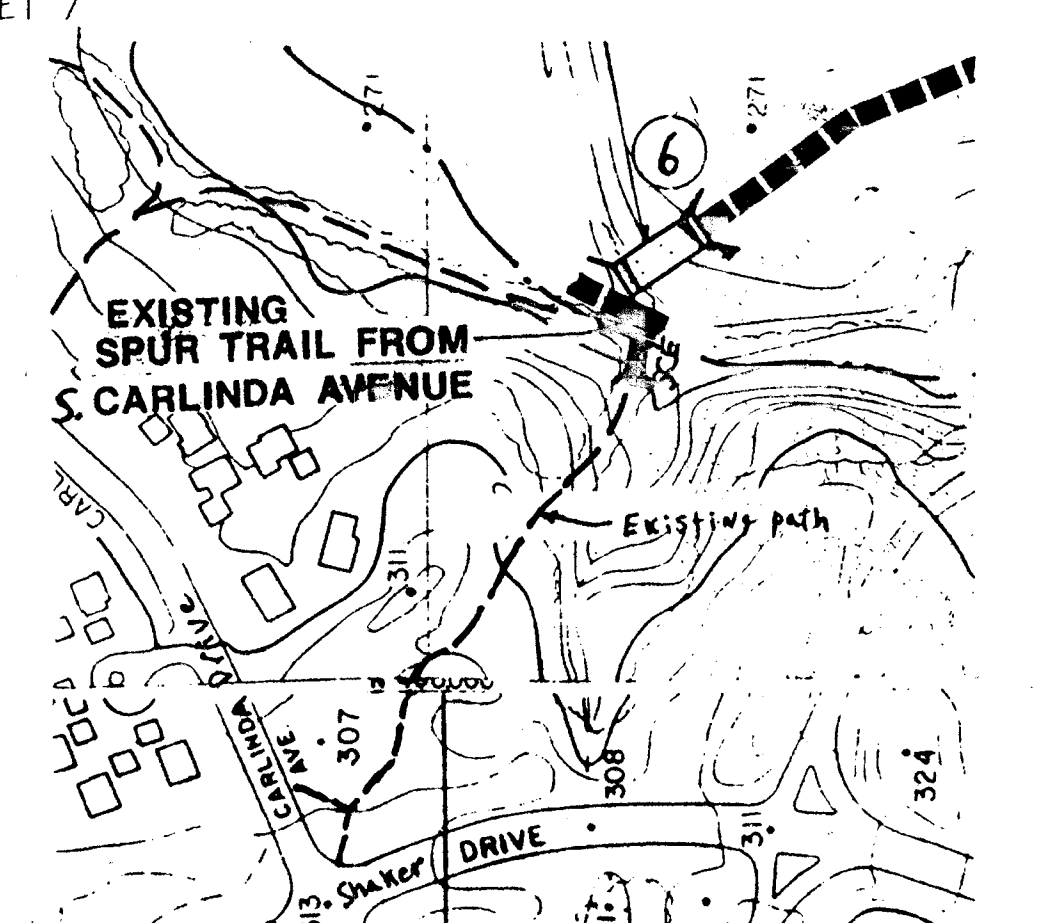 271
271
6
EXISTING
SPUR TRAIL FROM
S. CARLINDA AVENUE
CARL
Existing path
311
Drive
307
CARLINDA
AVE
308
324
311
DRIVE
Shaker